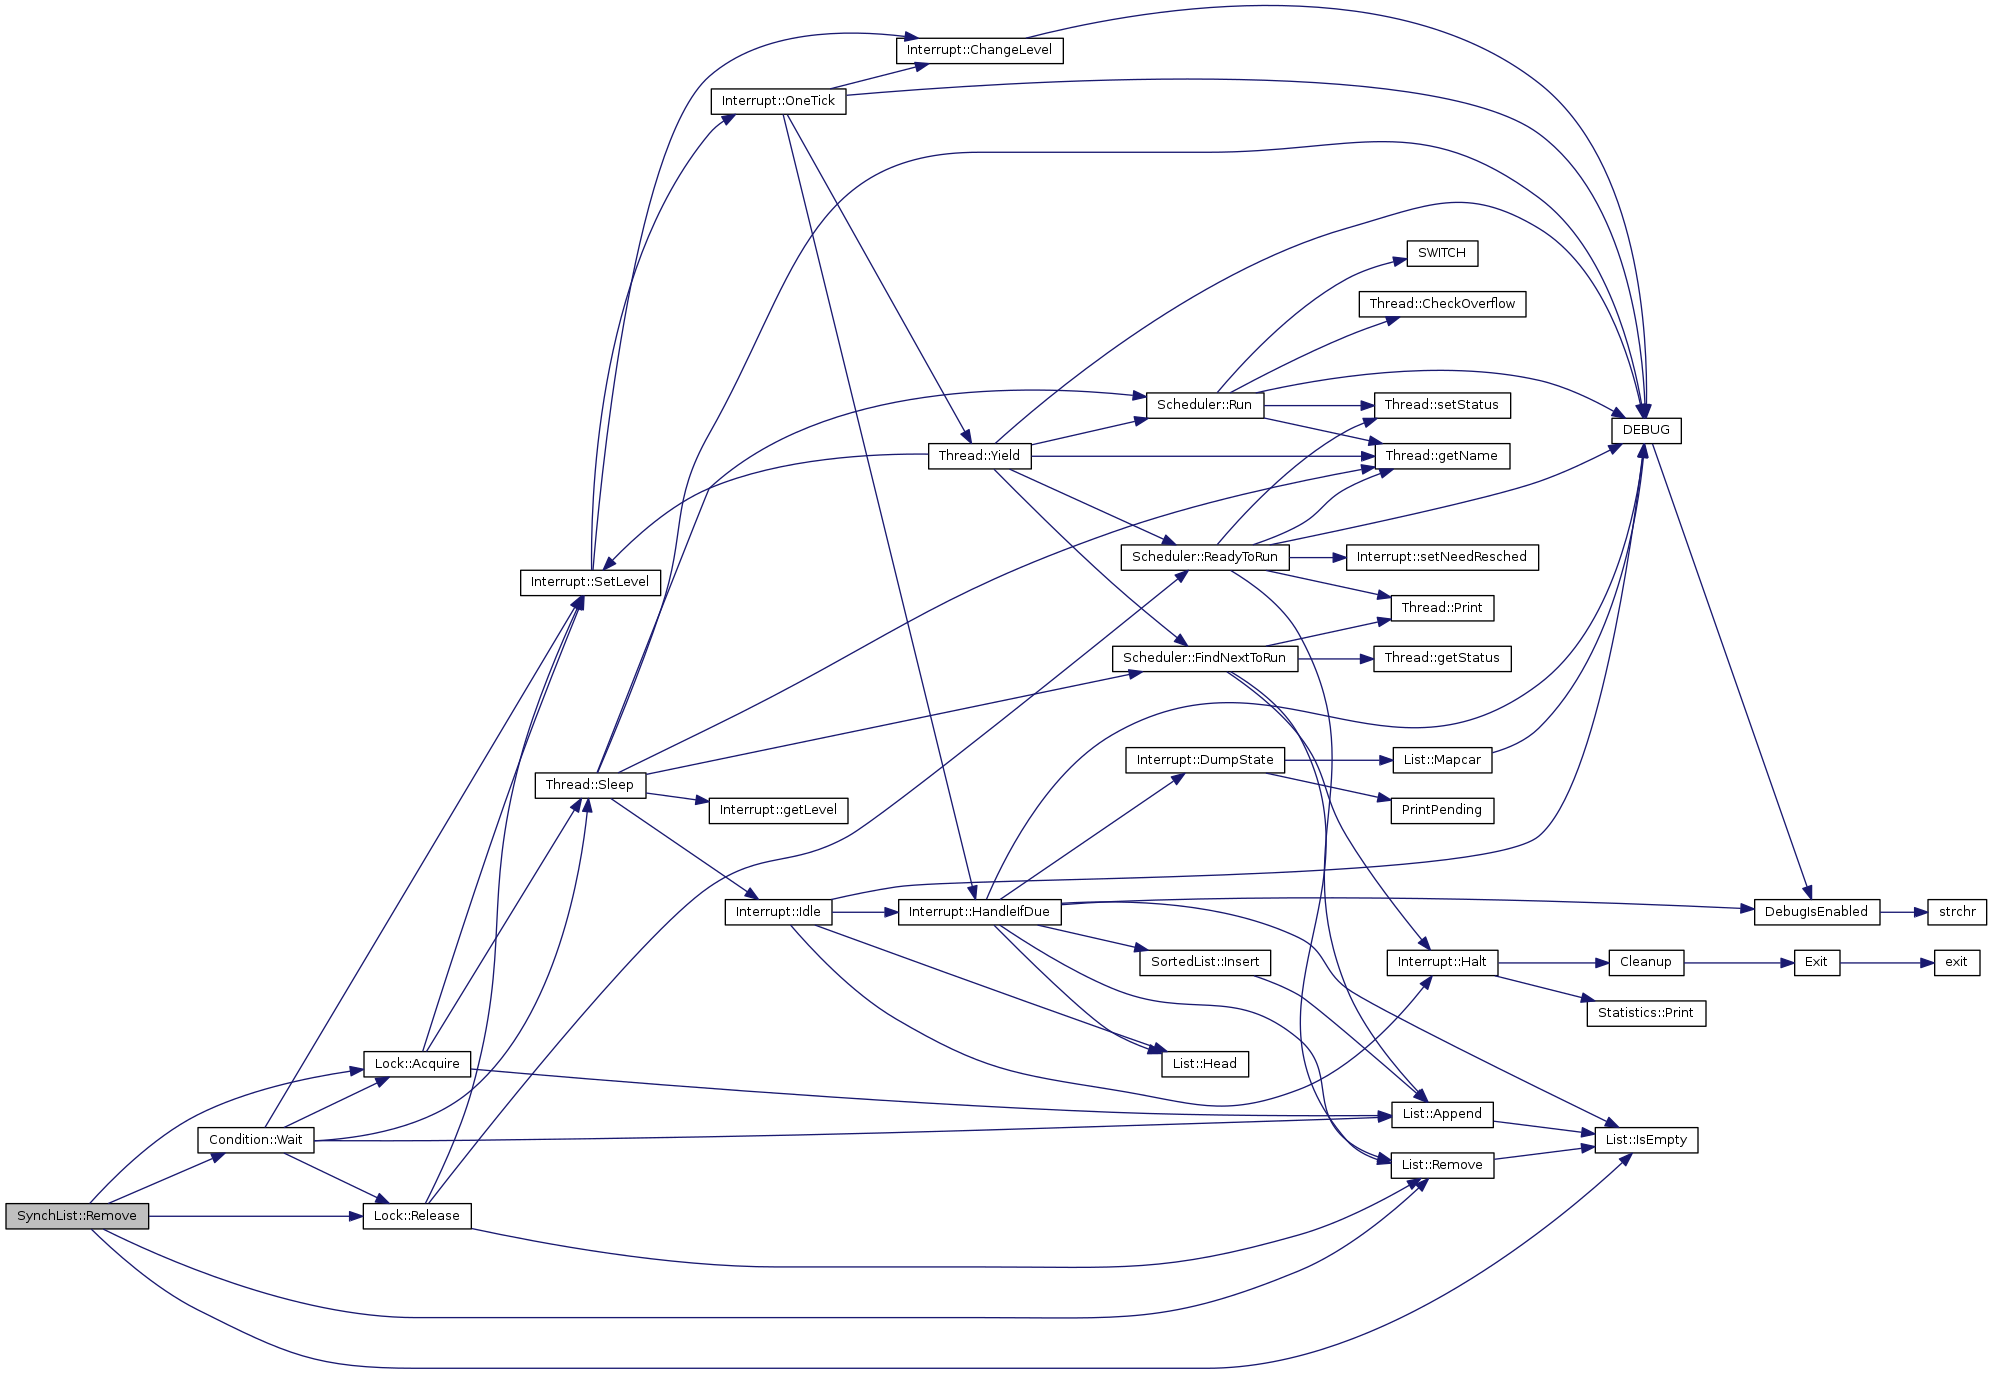 Interrupt::ChangeLevel
Interrupt::OneTick
SWITCH
Thread::CheckOverflow
Scheduler::Run
Thread::setStatus
DEBUG
Thread::Yield
Thread::getName
Scheduler::ReadyToRun
Interrupt::setNeedResched
Interrupt::SetLevel
Thread::Print
Scheduler::FindNextToRun
Thread::getStatus
Interrupt::DumpState
List::Mapcar
Thread::Sleep
Interrupt::getLevel
PrintPending
Interrupt::Idle
Interrupt::HandleIfDue
DebugIsEnabled
strchr
SortedList::Insert
Interrupt::Halt
Cleanup
Exit
exit
Statistics::Print
Lock::Acquire
List::Head
List::Append
Condition::Wait
List::IsEmpty
List::Remove
SynchList::Remove
Lock::Release